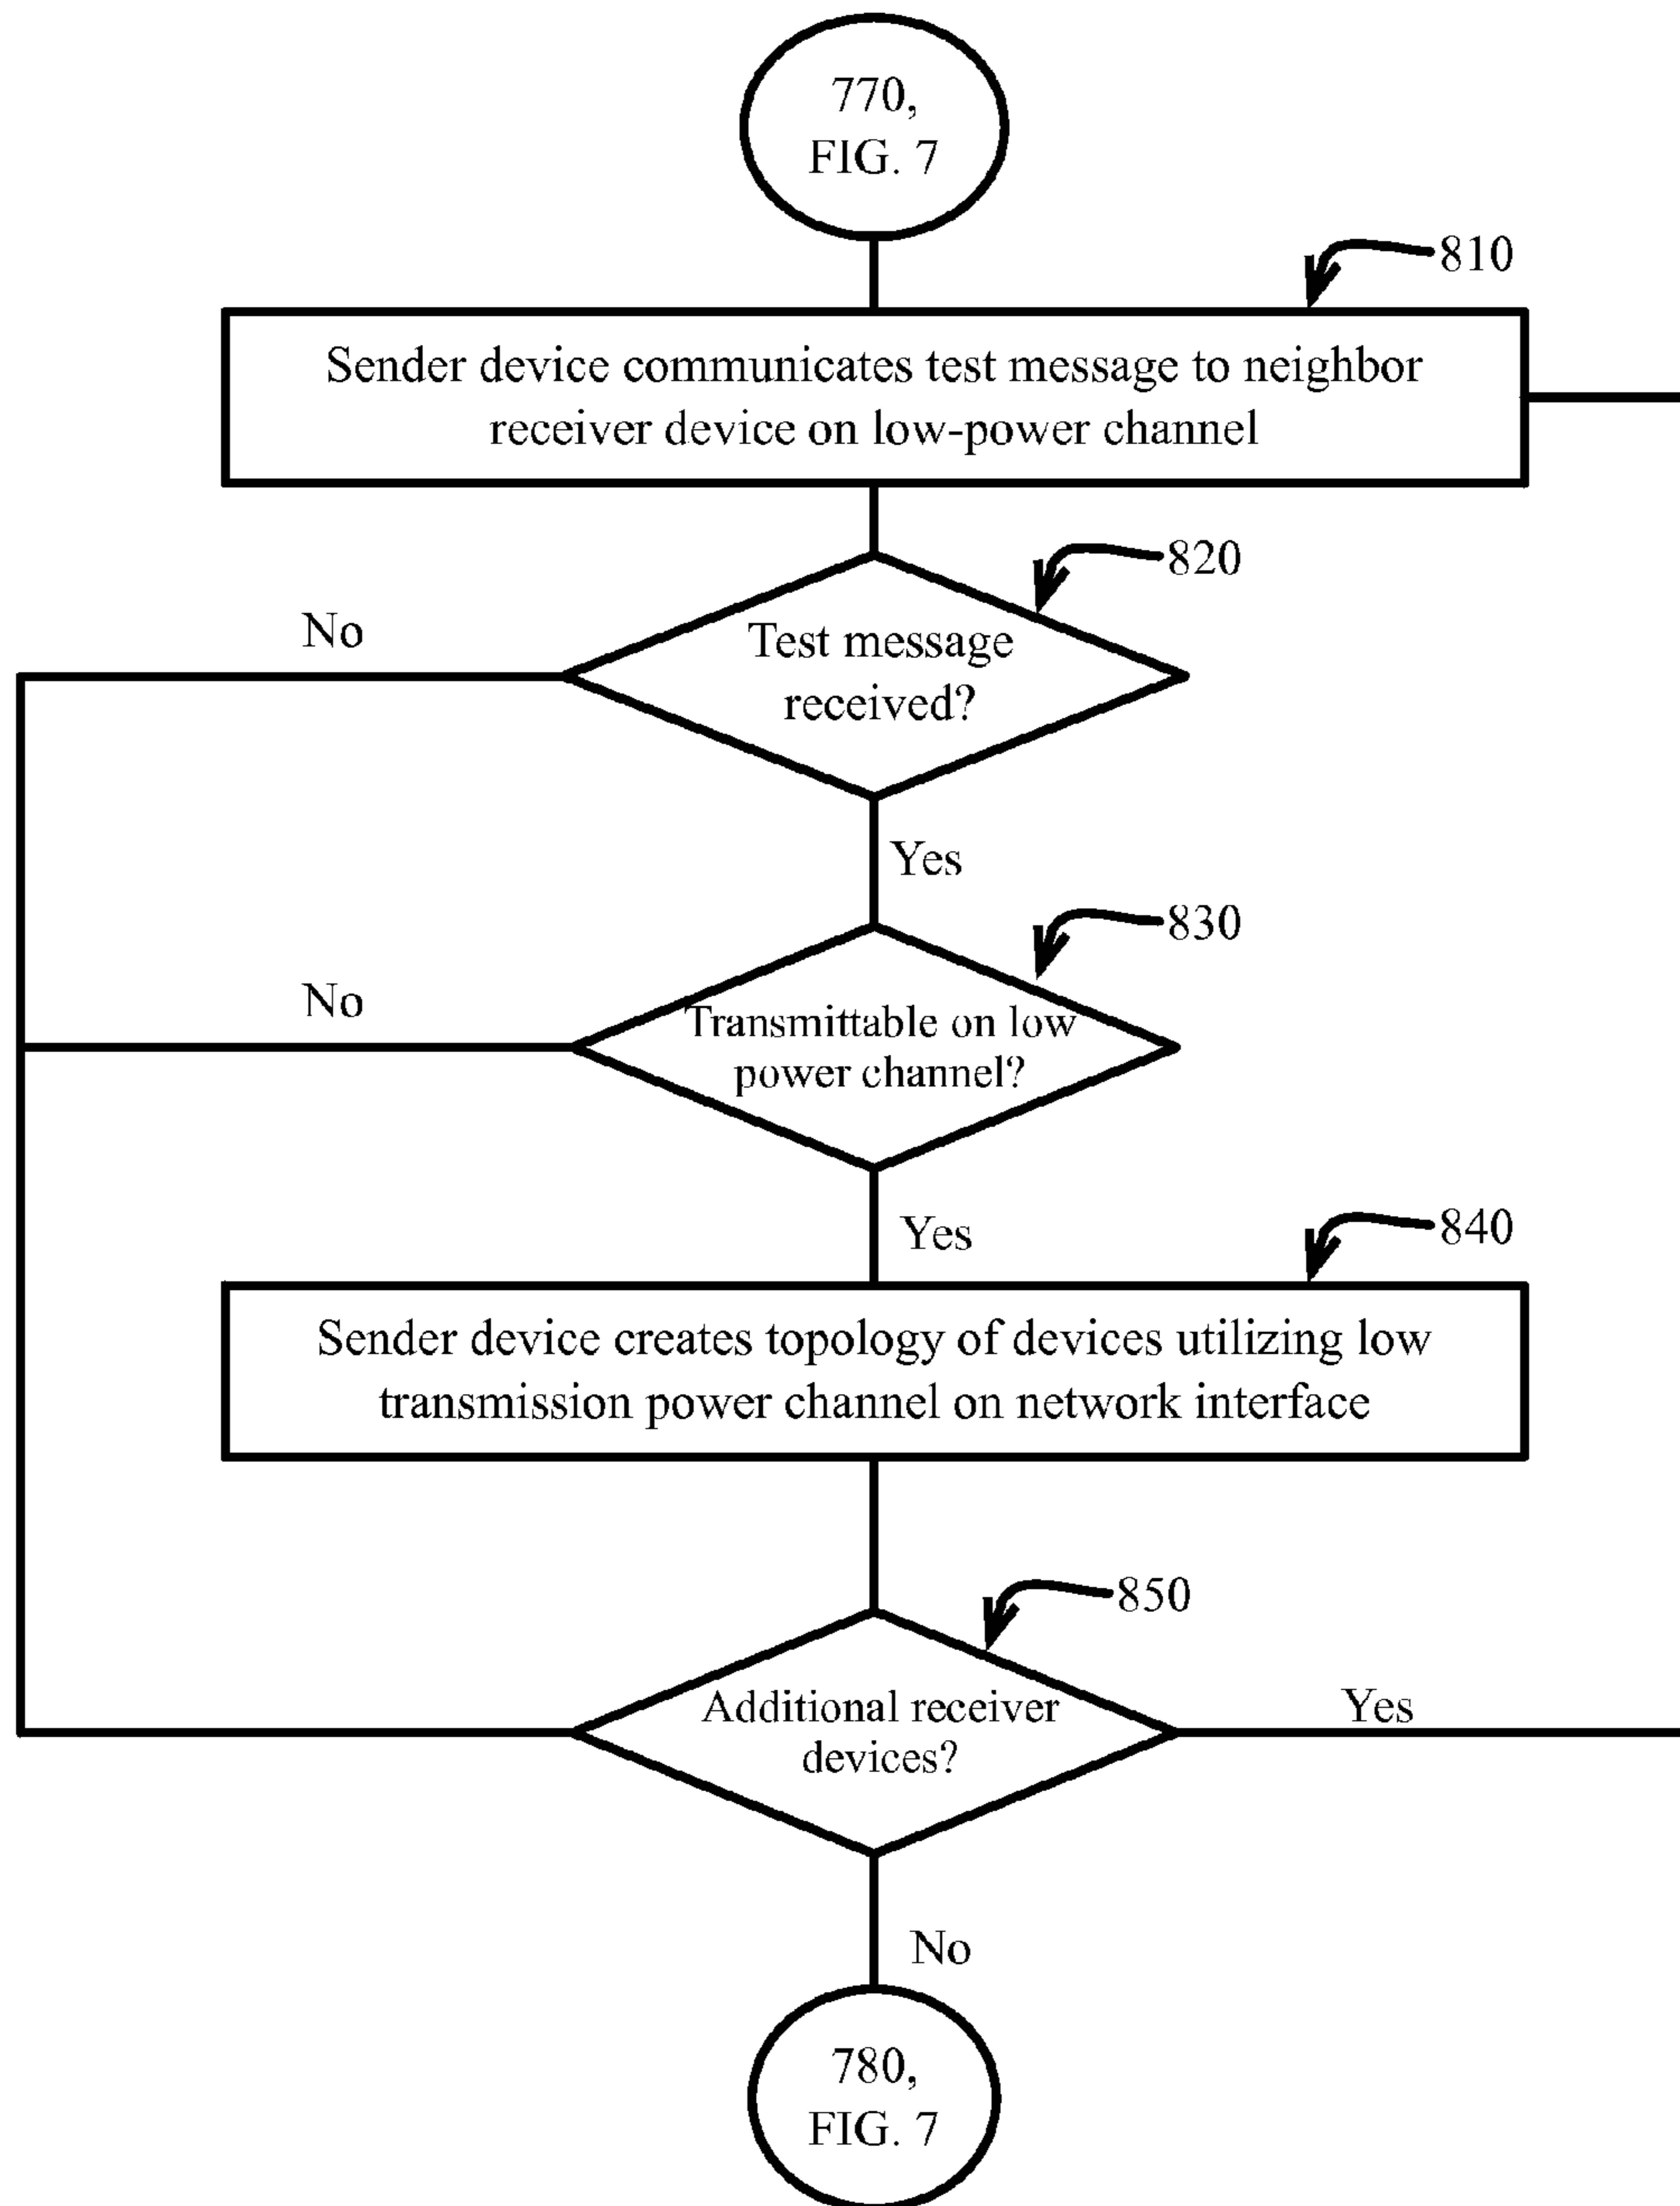 770,
FIG. 7
810
Sender device communicates test message to neighbor
receiver device on low-power channel
820
No
Test message
received?
Yes
830
No
Transmittable on low
power channel?
Yes
840
Sender device creates topology of devices utilizing low
transmission power channel on network interface
850
Additional receiver
devices?
Yes
No
780,
FIG. 7